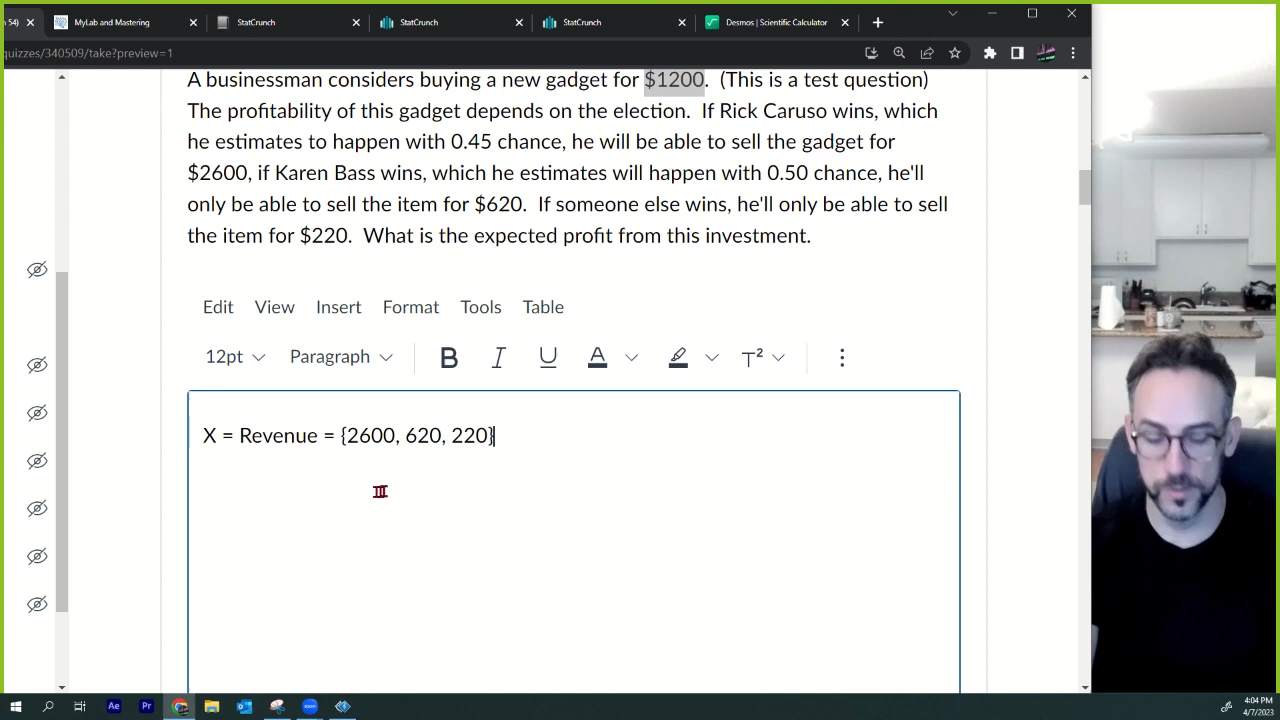 54)
MyLab and Mastering
StatCrunch
StatCrunch
StatCrunch
Desmos | Scientific Calculator
quizzes/340509/take?preview=1
A businessman considers buying a new gadget for $1200. (This is a test question)
The profitability of this gadget depends on the election. If Rick Caruso wins, which
he estimates to happen with 0.45 chance, he will be able to sell the gadget for
$2600, if Karen Bass wins, which he estimates will happen with 0.50 chance, he'll
only be able to sell the item for $620. If someone else wins, he'll only be able to sell
the item for $220. What is the expected profit from this investment.
Edit View Insert Format Tools Table
12pt Paragraph B I U A T²
X = Revenue = {2600, 620, 220}
Ae Pr zoom
4:04 PM
4/7/2023